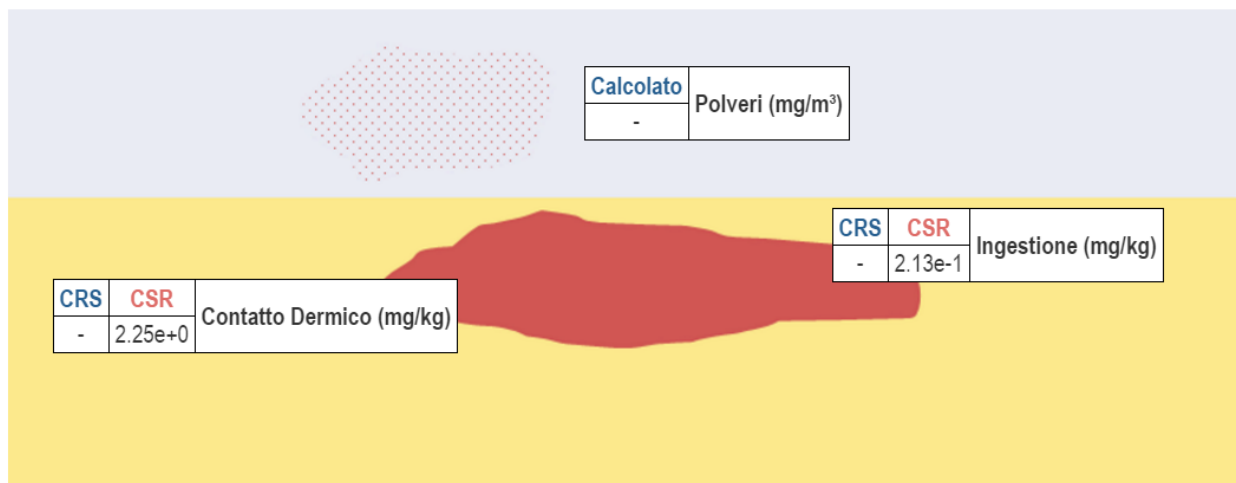 Calcolato
Polveri (mg/m³)
-
CRS CSR
Ingestione (mg/kg)
- 2.13e-1
CRS CSR
Contatto Dermico (mg/kg)
- 2.25e+0